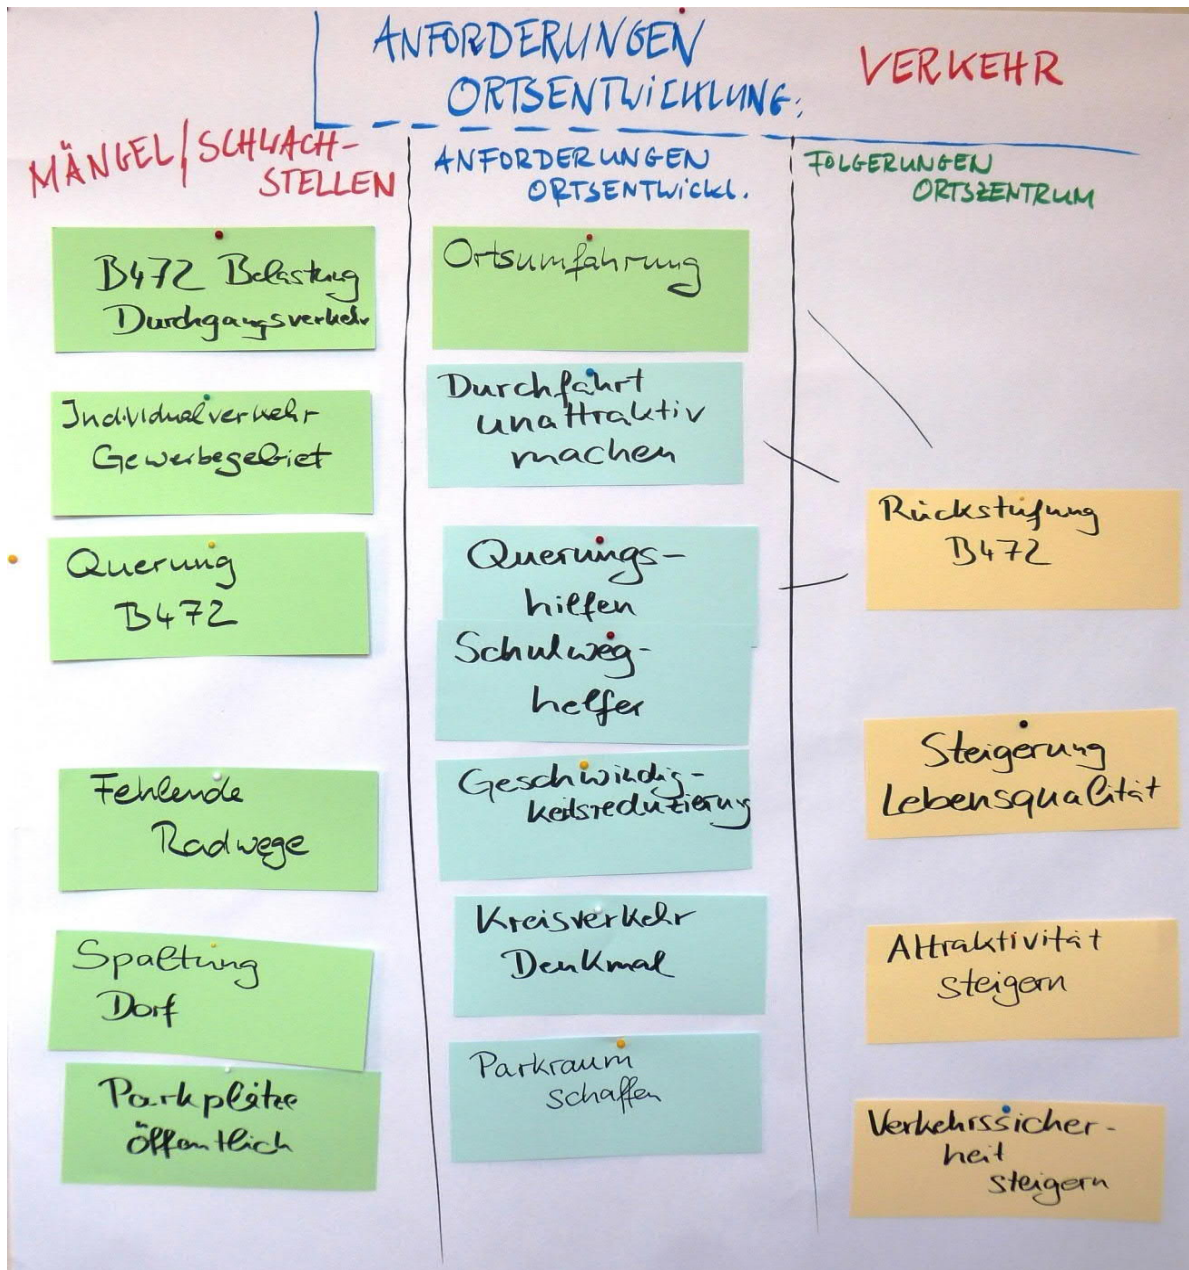 ANFORDERUNGEN
ORTSENTWICKLUNG:
VERKEHR
MÄNGEL/SCHWACH-
STELLEN
B472 Belastung
Durchgangsverkehr
Individualverkehr
Gewerbegebiet
Querung
B472
Fehlende
Radwege
Spaltung
Dorf
Parkplätze
öffentlich
ANFORDERUNGEN
ORTSENTWICKL.
Ortsumfahrung
Durchfahrt
unattraktiv
machen
Querungs-
hilfen
Schulweg-
helfer
Geschwindig-
keitsreduzierung
Kreisverkehr
Denkmal
Parkraum
schaffen
FOLGERUNGEN
ORTSZENTRUM
Rückstufung
B472
Steigerung
Lebensqualität
Attraktivität
steigern
Verkehrssicher-
heit
steigern